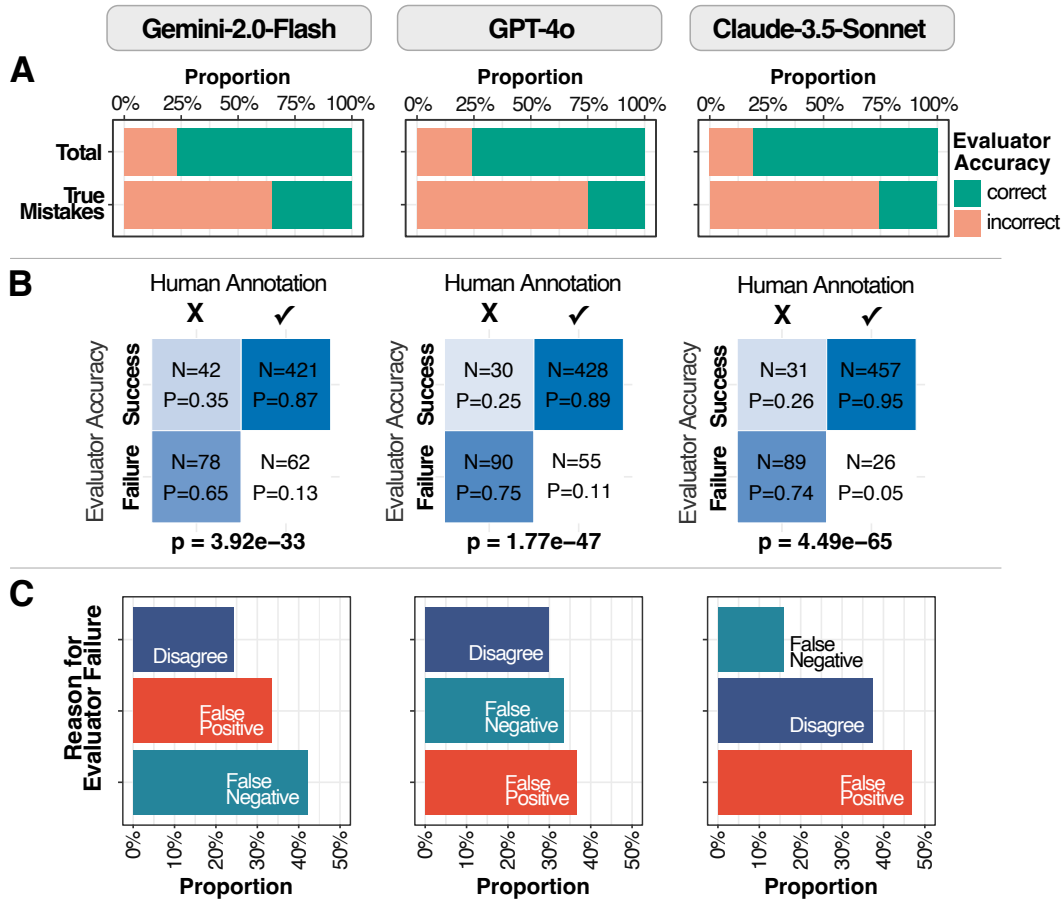 Gemini-2.0-Flash GPT-4o Claude-3.5-Sonnet
A
Proportion Proportion Proportion
0% 25% 50% 75% 100% 0% 25% 50% 75% 100% 0% 25% 50% 75% 100%
Total
True
Mistakes
Evaluator
Accuracy
correct
incorrect
B
Human Annotation Human Annotation Human Annotation
X ✓ X ✓ X ✓
Evaluator Accuracy
Success
Failure
N=42 N=421
P=0.35 P=0.87
N=78 N=62
P=0.65 P=0.13
p = 3.92e−33
Evaluator Accuracy
Success
Failure
N=30 N=428
P=0.25 P=0.89
N=90 N=55
P=0.75 P=0.11
p = 1.77e−47
Evaluator Accuracy
Success
Failure
N=31 N=457
P=0.26 P=0.95
N=89 N=26
P=0.74 P=0.05
p = 4.49e−65
C
Reason for
Evaluator Failure
Disagree
False
Positive
False
Negative
0% 10% 20% 30% 40% 50%
Proportion
Disagree
False
Negative
False
Positive
0% 10% 20% 30% 40% 50%
Proportion
False
Negative
Disagree
False
Positive
0% 10% 20% 30% 40% 50%
Proportion